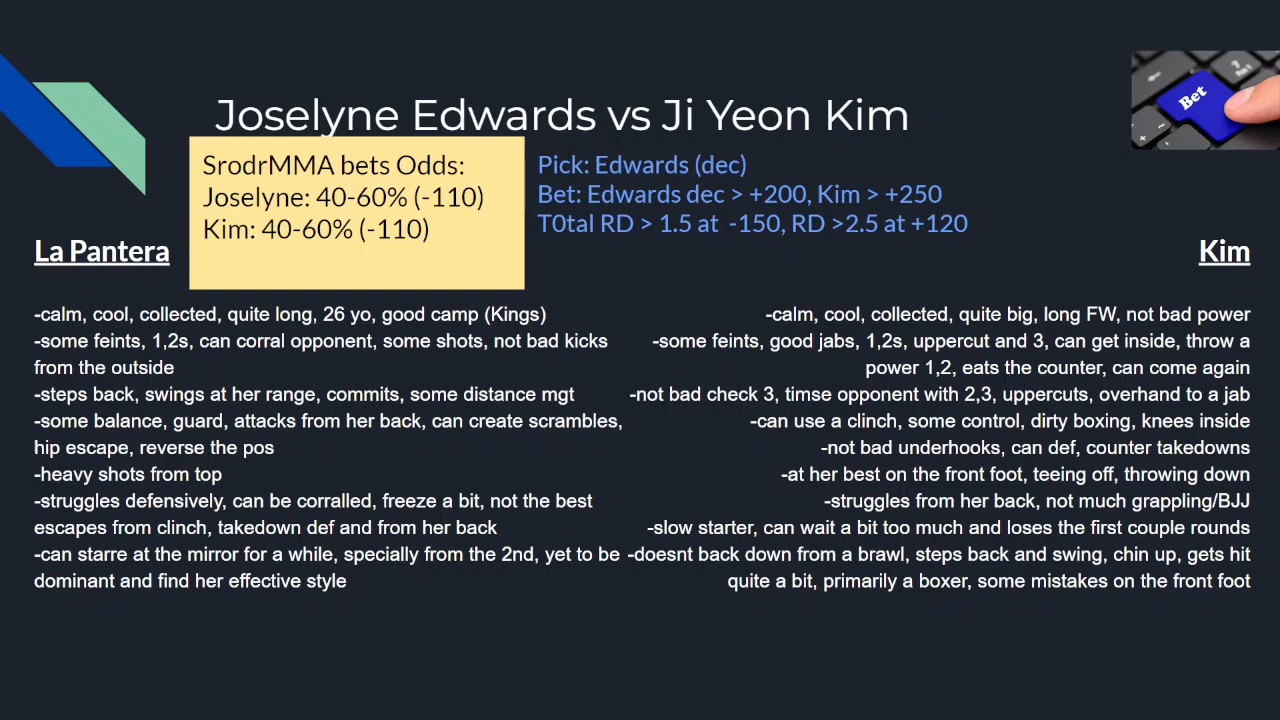 Joselyne Edwards vs Ji Yeon Kim
Bet
SrodrMMA bets Odds:
Joselyne: 40-60% (-110)
Kim: 40-60% (-110)
Pick: Edwards (dec)
Bet: Edwards dec > +200, Kim > +250
T0tal RD > 1.5 at -150, RD >2.5 at +120
La Pantera
-calm, cool, collected, quite long, 26 yo, good camp (Kings)
-some feints, 1,2s, can corral opponent, some shots, not bad kicks
from the outside
-steps back, swings at her range, commits, some distance mgt
-some balance, guard, attacks from her back, can create scrambles,
hip escape, reverse the pos
-heavy shots from top
-struggles defensively, can be corralled, freeze a bit, not the best
escapes from clinch, takedown def and from her back
-can starre at the mirror for a while, specially from the 2nd, yet to be
dominant and find her effective style
Kim
-calm, cool, collected, quite big, long FW, not bad power
-some feints, good jabs, 1,2s, uppercut and 3, can get inside, throw a
power 1,2, eats the counter, can come again
-not bad check 3, timse opponent with 2,3, uppercuts, overhand to a jab
-can use a clinch, some control, dirty boxing, knees inside
-not bad underhooks, can def, counter takedowns
-at her best on the front foot, teeing off, throwing down
-struggles from her back, not much grappling/BJJ
-slow starter, can wait a bit too much and loses the first couple rounds
-doesnt back down from a brawl, steps back and swing, chin up, gets hit
quite a bit, primarily a boxer, some mistakes on the front foot